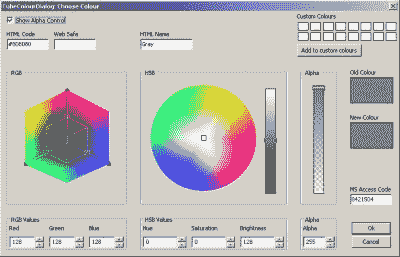 CubeColourDialog: Choose Colour
Show Alpha Control
Custom Colours
HTML Code
Web Safe
HTML Name
#808080
Gray
Add to custom colours
RGB
HSB
Alpha
Old Colour
New Colour
MS Access Code
8421504
RGB Values
HSB Values
Alpha
Red
Green
Blue
Hue
Saturation
Brightness
Alpha
128
128
128
0
0
128
255
Ok
Cancel